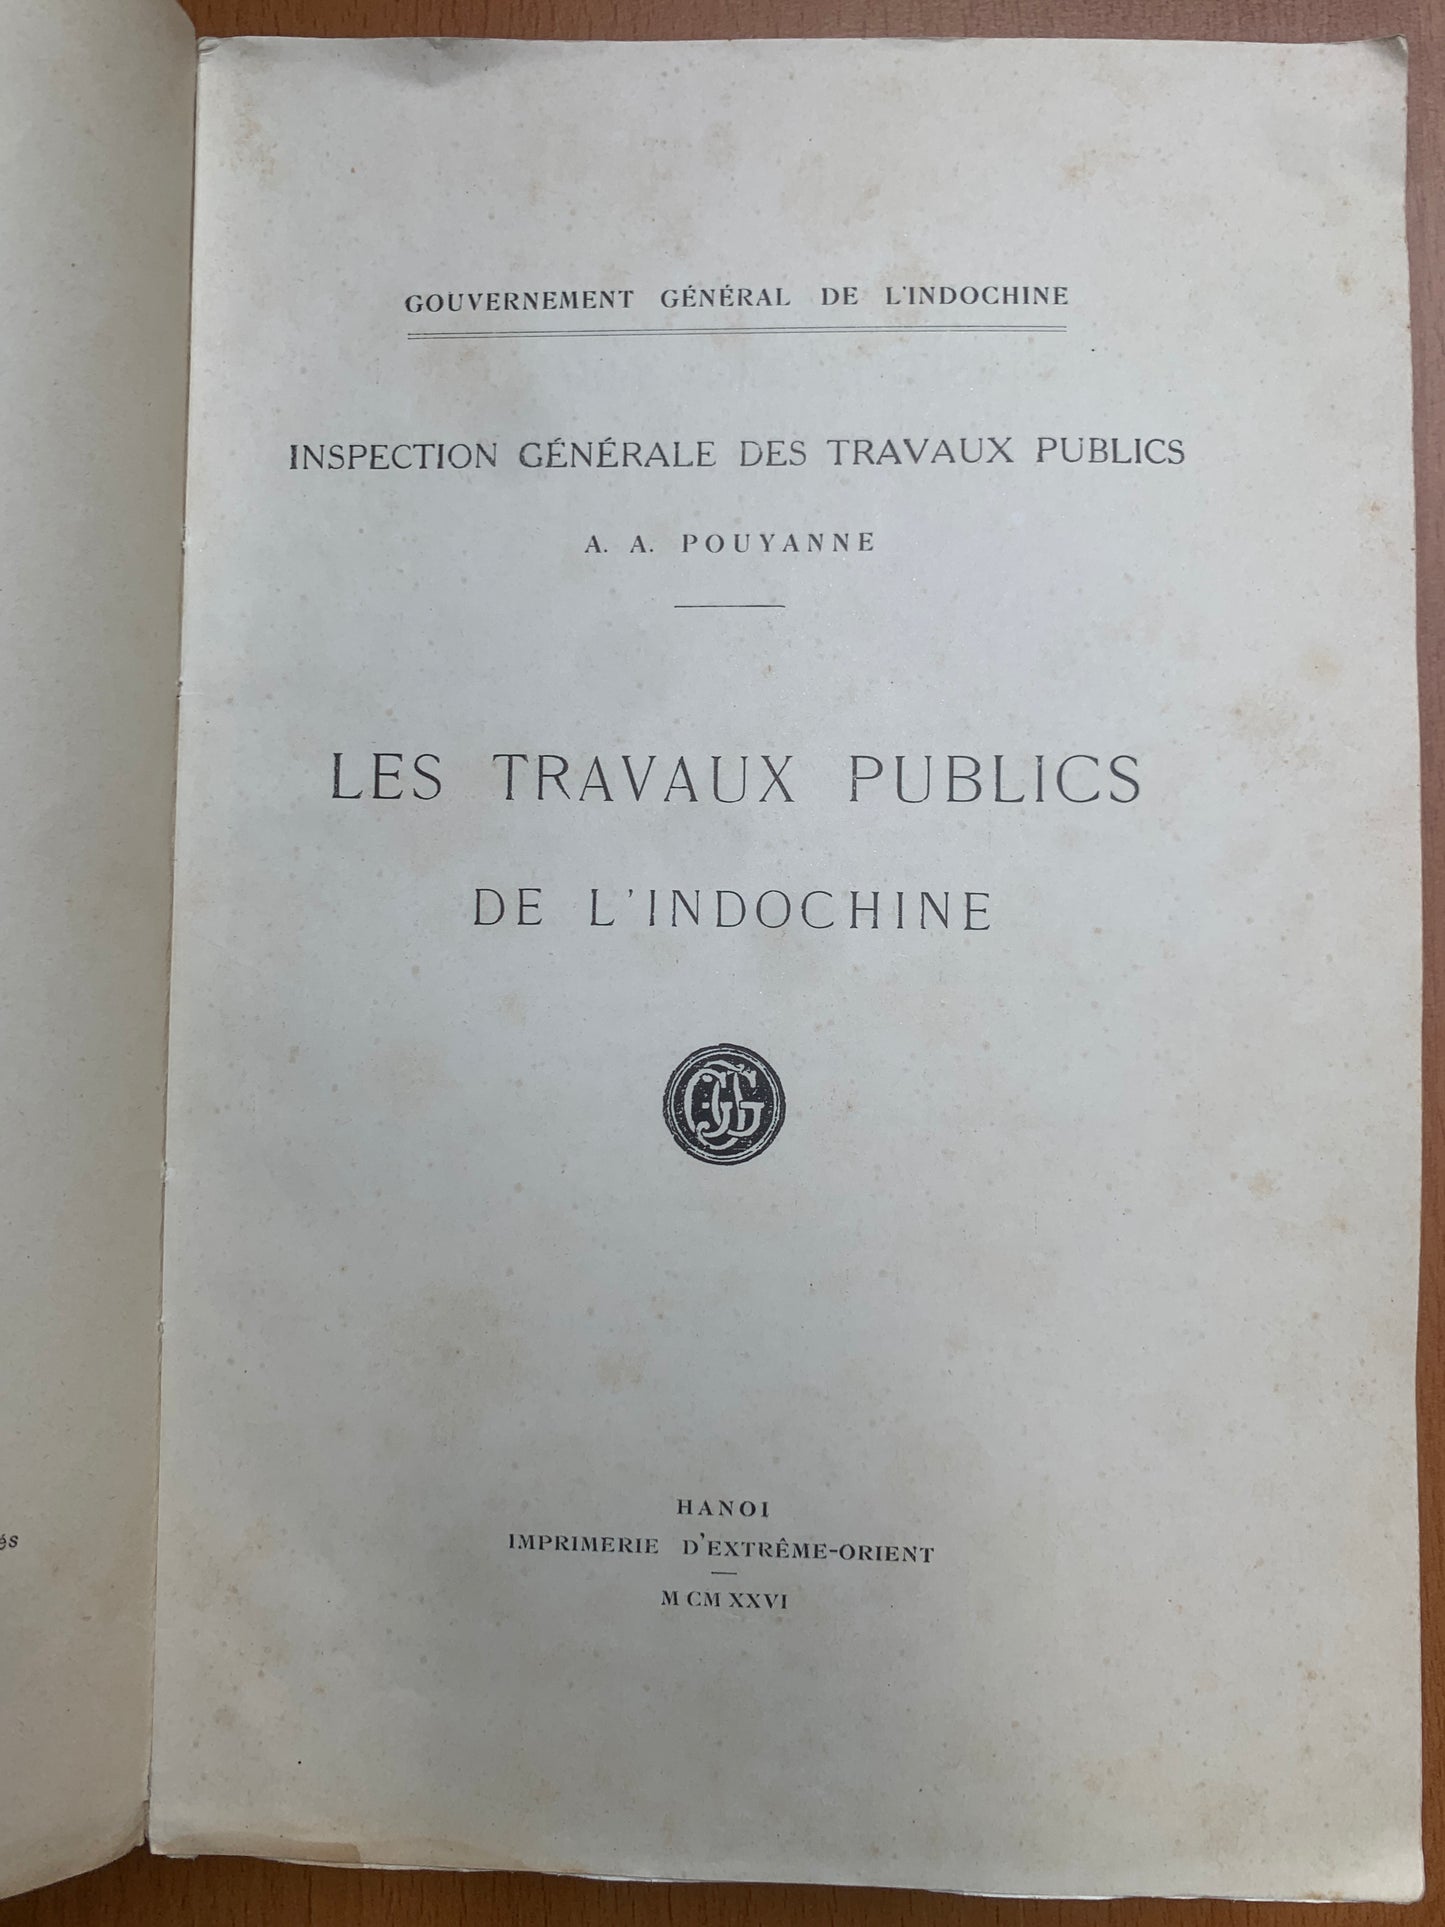 GOUVERNEMENT GÉNÉRAL DE L'INDOCHINE
INSPECTION GÉNÉRALE DES TRAVAUX PUBLICS
A. A. POUYANNE
LES TRAVAUX PUBLICS
DE L'INDOCHINE
HANOI
IMPRIMERIE D'EXTRÊME-ORIENT
MCMXXVI
és